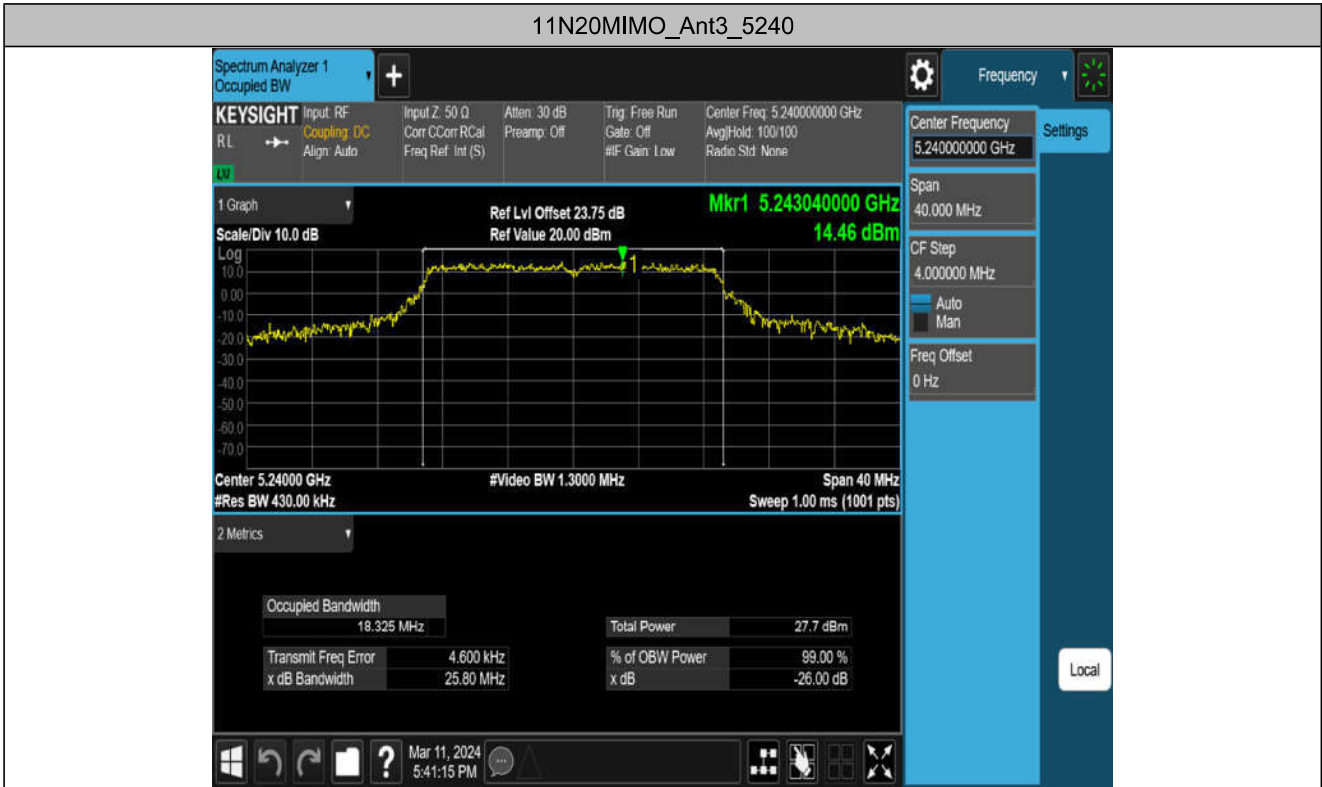 11N20MIMO_Ant3_5240
Spectrum Analyzer 1
Occupied BW
+
Frequency
KEYSIGHT
RL
Input: RF
Coupling: DC
Align: Auto
Input Z: 50 Ω
Corr CCorr RCal
Freq Ref: Int (S)
Atten: 30 dB
Preamp: Off
Trig: Free Run
Gate: Off
#IF Gain: Low
Center Freq: 5.240000000 GHz
Avg|Hold: 100/100
Radio Std: None
Center Frequency
5.240000000 GHz
Settings
Span
40.000 MHz
CF Step
4.000000 MHz
Auto
Man
Freq Offset
0 Hz
1 Graph
Scale/Div 10.0 dB
Ref Lvl Offset 23.75 dB
Ref Value 20.00 dBm
Mkr1 5.243040000 GHz
14.46 dBm
Log
10.0
0.00
-10.0
-20.0
-30.0
-40.0
-50.0
-60.0
-70.0
1
Center 5.24000 GHz
#Video BW 1.3000 MHz
Span 40 MHz
#Res BW 430.00 kHz
Sweep 1.00 ms (1001 pts)
2 Metrics
Occupied Bandwidth
18.325 MHz
Total Power 27.7 dBm
Transmit Freq Error 4.600 kHz
% of OBW Power 99.00 %
x dB Bandwidth 25.80 MHz
x dB -26.00 dB
Local
?
Mar 11, 2024
5:41:15 PM